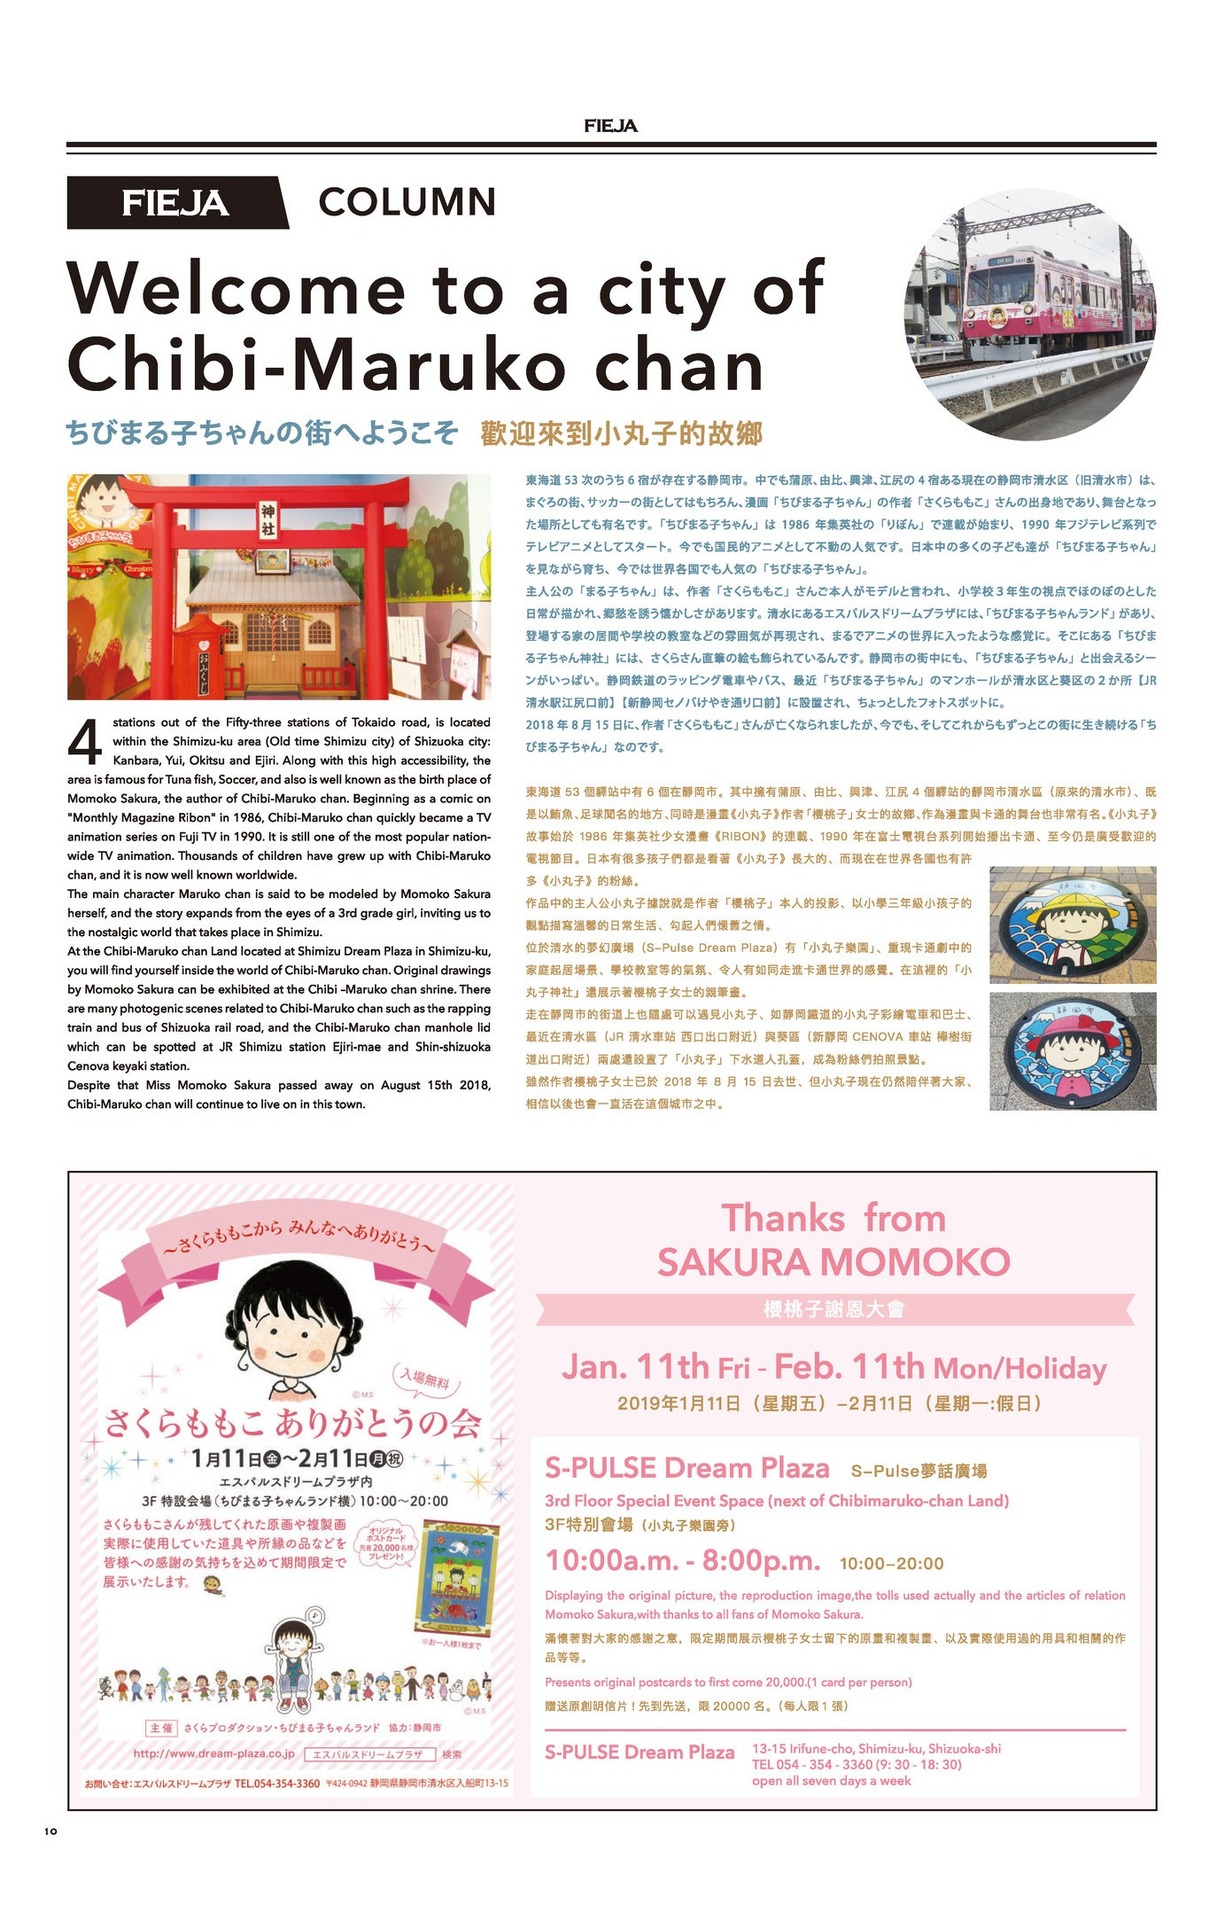 FIEJA
FIEJA COLUMN
Welcome to a city of
Chibi-Maruko chan
ちびまる子ちゃんの街へようこそ 歡迎來到小丸子的故鄉
神社
おみくじ
Merry Christmas
4 stations out of the Fifty-three stations of Tokaido road, is located
within the Shimizu-ku area (Old time Shimizu city) of Shizuoka city:
Kanbara, Yui, Okitsu and Ejiri. Along with this high accessibility, the
area is famous for Tuna fish, Soccer, and also is well known as the birth place of
Momoko Sakura, the author of Chibi-Maruko chan. Beginning as a comic on
"Monthly Magazine Ribon" in 1986, Chibi-Maruko chan quickly became a TV
animation series on Fuji TV in 1990. It is still one of the most popular nation-
wide TV animation. Thousands of children have grew up with Chibi-Maruko
chan, and it is now well known worldwide.
The main character Maruko chan is said to be modeled by Momoko Sakura
herself, and the story expands from the eyes of a 3rd grade girl, inviting us to
the nostalgic world that takes place in Shimizu.
At the Chibi-Maruko chan Land located at Shimizu Dream Plaza in Shimizu-ku,
you will find yourself inside the world of Chibi-Maruko chan. Original drawings
by Momoko Sakura can be exhibited at the Chibi –Maruko chan shrine. There
are many photogenic scenes related to Chibi-Maruko chan such as the rapping
train and bus of Shizuoka rail road, and the Chibi-Maruko chan manhole lid
which can be spotted at JR Shimizu station Ejiri-mae and Shin-shizuoka
Cenova keyaki station.
Despite that Miss Momoko Sakura passed away on August 15th 2018,
Chibi-Maruko chan will continue to live on in this town.
東海道 53 次のうち 6 宿が存在する静岡市。中でも蒲原、由比、興津、江尻の 4 宿ある現在の静岡市清水区（旧清水市）は、
まぐろの街、サッカーの街としてはもちろん、漫画「ちびまる子ちゃん」の作者「さくらももこ」さんの出身地であり、舞台となっ
た場所としても有名です。「ちびまる子ちゃん」は 1986 年集英社の「りぼん」で連載が始まり、1990 年フジテレビ系列で
テレビアニメとしてスタート。今でも国民的アニメとして不動の人気です。日本中の多くの子ども達が「ちびまる子ちゃん」
を見ながら育ち、今では世界各国でも人気の「ちびまる子ちゃん」。
主人公の「まる子ちゃん」は、作者「さくらももこ」さんご本人がモデルと言われ、小学校３年生の視点でほのぼのとした
日常が描かれ、郷愁を誘う懐かしさがあります。清水にあるエスパルスドリームプラザには、「ちびまる子ちゃんランド」があり、
登場する家の居間や学校の教室などの雰囲気が再現され、まるでアニメの世界に入ったような感覚に。そこにある「ちびま
る子ちゃん神社」には、さくらさん直筆の絵も飾られているんです。静岡市の街中にも、「ちびまる子ちゃん」と出会えるシー
ンがいっぱい。静岡鉄道のラッピング電車やバス、最近「ちびまる子ちゃん」のマンホールが清水区と葵区の２か所【JR
清水駅江尻口前】【新静岡セノバけやき通り口前】に設置され、ちょっとしたフォトスポットに。
2018 年 8 月 15 日に、作者「さくらももこ」さんが亡くなられましたが、今でも、そしてこれからもずっとこの街に生き続ける「ち
びまる子ちゃん」なのです。
東海道 53 個驛站中有 6 個在靜岡市。其中擁有蒲原、由比、興津、江尻 4 個驛站的靜岡市清水區（原來的清水市）、既
是以鮪魚、足球聞名的地方、同時是漫畫《小丸子》作者「櫻桃子」女士的故鄉、作為漫畫與卡通的舞台也非常有名。《小丸子》
故事始於 1986 年集英社少女漫畫《RIBON》的連載、1990 年在富士電視台系列開始播出卡通、至今仍是廣受歡迎的
電視節目。日本有很多孩子們都是看著《小丸子》長大的、而現在在世界各國也有許
多《小丸子》的粉絲。
作品中的主人公小丸子據說就是作者「櫻桃子」本人的投影、以小學三年級小孩子的
觀點描寫溫馨的日常生活、勾起人們懷舊之情。
位於清水的夢幻廣場（S-Pulse Dream Plaza）有「小丸子樂園」、重現卡通劇中的
家庭起居場景、學校教室等的氣氛、令人有如同走進卡通世界的感覺。在這裡的「小
丸子神社」還展示著櫻桃子女士的親筆畫。
走在靜岡市的街道上也隨處可以遇見小丸子、如靜岡鐵道的小丸子彩繪電車和巴士、
最近在清水區（JR 清水車站 西口出口附近）與葵區（新靜岡 CENOVA 車站 櫸樹街
道出口附近）兩處還設置了「小丸子」下水道人孔蓋，成為粉絲們拍照景點。
雖然作者櫻桃子女士已於 2018 年 8 月 15 日去世、但小丸子現在仍然陪伴著大家、
相信以後也會一直活在這個城市之中。
静岡市
静岡市
～さくらももこから みんなへありがとう～
入場無料
©M.S
さくらももこ ありがとうの会
1月11日金～2月11日月祝
エスパルスドリームプラザ内
3F 特設会場（ちびまる子ちゃんランド横）10：00～20：00
さくらももこさんが残してくれた原画や複製画
実際に使用していた道具や所縁の品などを
皆様への感謝の気持ちを込めて期間限定で
展示いたします。
オリジナル
ポストカード
先着20,000名様
プレゼント！
※お一人様1枚まで
©M.S
主催 さくらプロダクション・ちびまる子ちゃんランド 協力：静岡市
http://www.dream-plaza.co.jp エスパルスドリームプラザ 検索
お問い合せ：エスパルスドリームプラザ TEL.054-354-3360 〒424-0942 静岡県静岡市清水区入船町13-15
Thanks from
SAKURA MOMOKO
櫻桃子謝恩大會
Jan. 11th Fri - Feb. 11th Mon/Holiday
2019年1月11日（星期五）–2月11日（星期一:假日）
S-PULSE Dream Plaza S–Pulse夢話廣場
3rd Floor Special Event Space (next of Chibimaruko-chan Land)
3F特別會場（小丸子樂園旁）
10:00a.m. - 8:00p.m. 10:00–20:00
Displaying the original picture, the reproduction image,the tolls used actually and the articles of relation
Momoko Sakura,with thanks to all fans of Momoko Sakura.
滿懷著對大家的感謝之意，限定期間展示櫻桃子女士留下的原畫和複製畫、以及實際使用過的用具和相關的作
品等等。
Presents original postcards to first come 20,000.(1 card per person)
贈送原創明信片！先到先送，限 20000 名。（每人限 1 張）
S-PULSE Dream Plaza 13-15 Irifune-cho, Shimizu-ku, Shizuoka-shi
TEL 054 - 354 - 3360 (9: 30 - 18: 30)
open all seven days a week
10